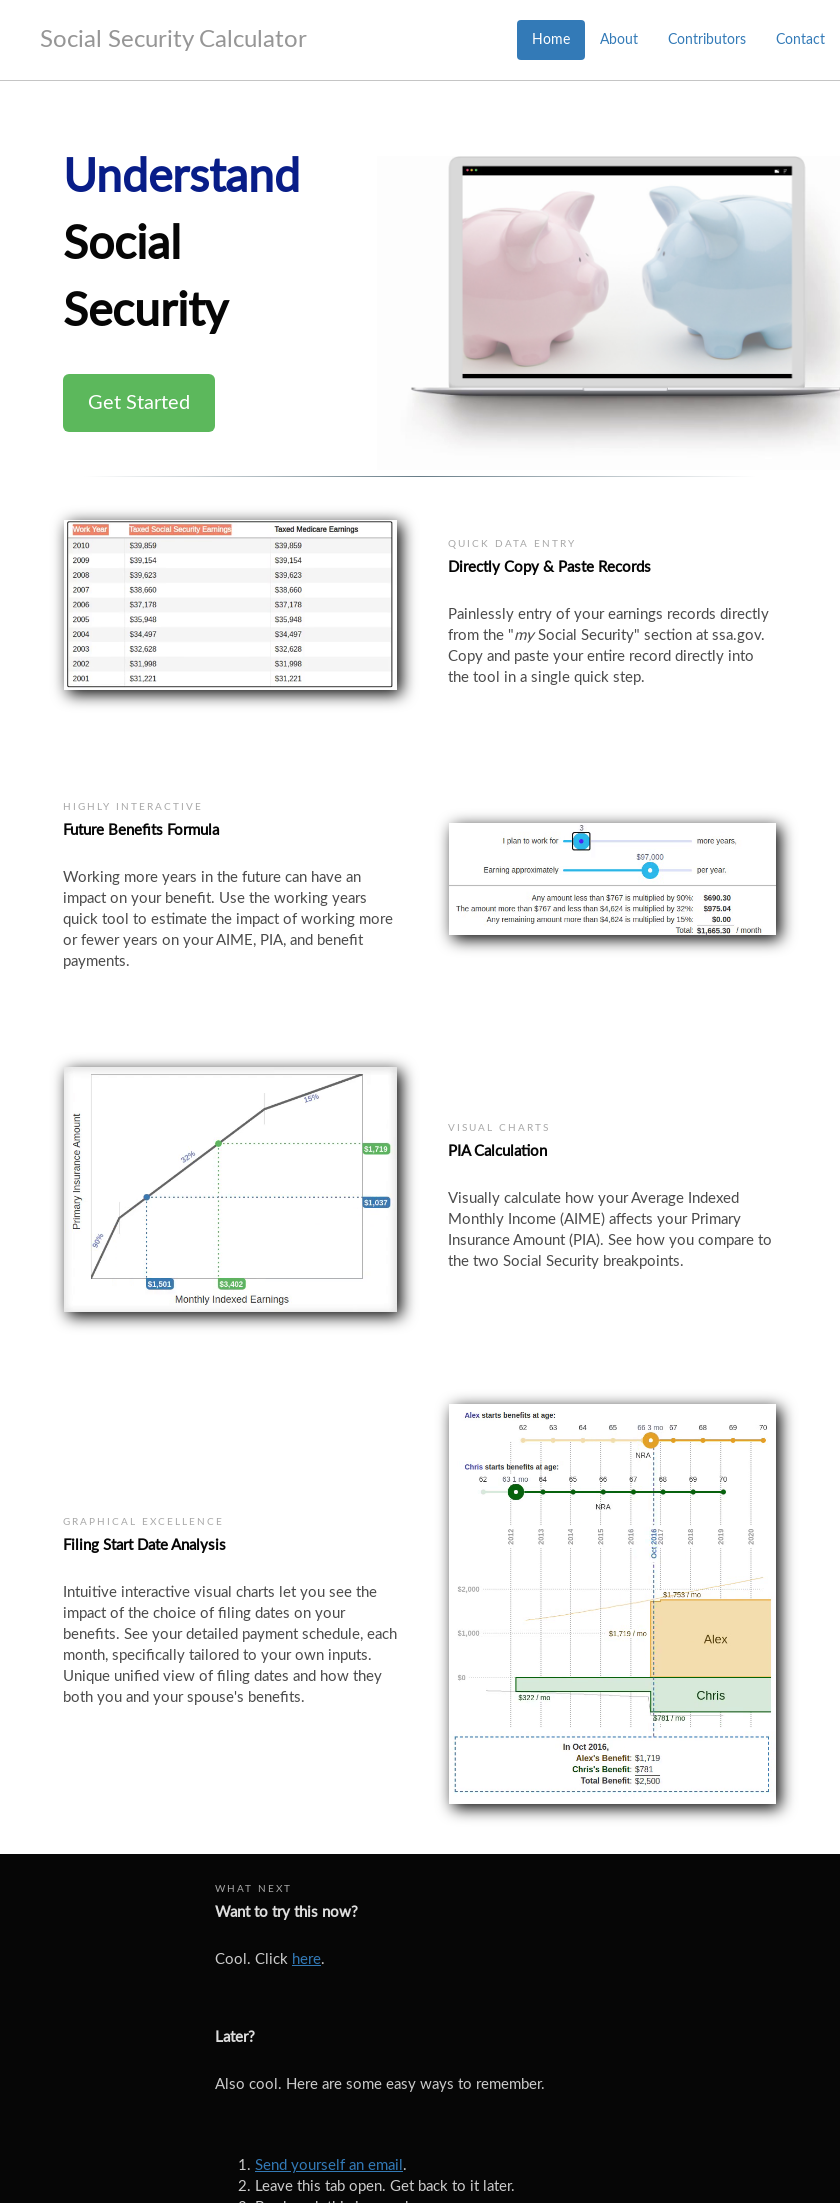 Social Security Calculator
Home About Contributors Contact
Understand
Social
Security
Get Started
Work Year Taxed Social Security Earnings Taxed Medicare Earnings
2010 $39,859 $39,859
2009 $39,154 $39,154
2008 $39,623 $39,623
2007 $38,660 $38,660
2006 $37,178 $37,178
2005 $35,948 $35,948
2004 $34,497 $34,497
2003 $32,628 $32,628
2002 $31,998 $31,998
2001 $31,221 $31,221
QUICK DATA ENTRY
Directly Copy & Paste Records
Painlessly entry of your earnings records directly
from the "my Social Security" section at ssa.gov.
Copy and paste your entire record directly into
the tool in a single quick step.
HIGHLY INTERACTIVE
Future Benefits Formula
Working more years in the future can have an
impact on your benefit. Use the working years
quick tool to estimate the impact of working more
or fewer years on your AIME, PIA, and benefit
payments.
3
I plan to work for more years.
$97,000
Earning approximately per year.
Any amount less than $767 is multiplied by 90%: $690.30
The amount more than $767 and less than $4,624 is multiplied by 32%: $975.04
Any remaining amount more than $4,624 is multiplied by 15%: $0.00
Total: $1,665.30 / month
Primary Insurance Amount
90%
32%
15%
$1,719
$1,037
$1,501
$3,402
Monthly Indexed Earnings
VISUAL CHARTS
PIA Calculation
Visually calculate how your Average Indexed
Monthly Income (AIME) affects your Primary
Insurance Amount (PIA). See how you compare to
the two Social Security breakpoints.
GRAPHICAL EXCELLENCE
Filing Start Date Analysis
Intuitive interactive visual charts let you see the
impact of the choice of filing dates on your
benefits. See your detailed payment schedule, each
month, specifically tailored to your own inputs.
Unique unified view of filing dates and how they
both you and your spouse's benefits.
Alex starts benefits at age:
62 63 64 65 66 3 mo 67 68 69 70
NRA
Chris starts benefits at age:
62 63 1 mo 64 65 66 67 68 69 70
NRA
2012 2013 2014 2015 2016 Oct 2016 2017 2018 2019 2020
$2,000
$1,753 / mo
$1,000
$1,719 / mo
Alex
$0
Chris
$322 / mo
$781 / mo
In Oct 2016,
Alex's Benefit: $1,719
Chris's Benefit: $781
Total Benefit: $2,500
WHAT NEXT
Want to try this now?
Cool. Click here.
Later?
Also cool. Here are some easy ways to remember.
1. Send yourself an email.
2. Leave this tab open. Get back to it later.